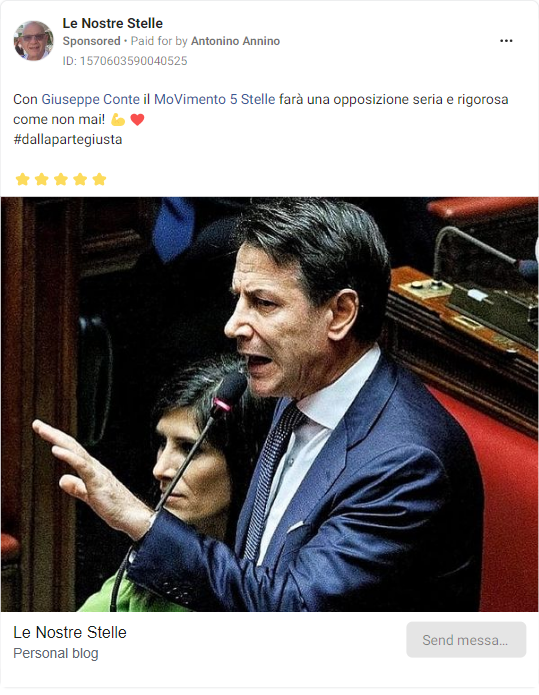 Le Nostre Stelle
Sponsored • Paid for by Antonino Annino
ID: 1570603590040525
Con Giuseppe Conte il MoVimento 5 Stelle farà una opposizione seria e rigorosa
come non mai! 💪 ❤️
#dallapartegiusta
⭐ ⭐ ⭐ ⭐ ⭐
Le Nostre Stelle
Personal blog
Send messa...